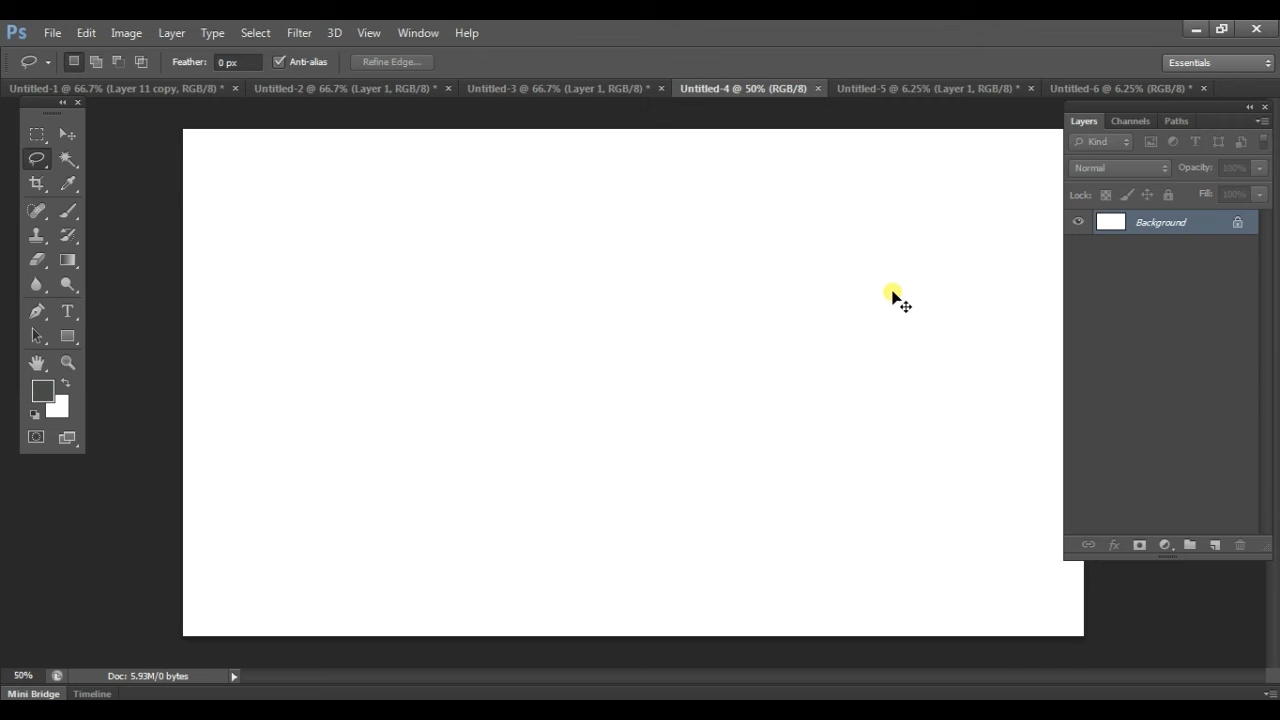 Ps File Edit Image Layer Type Select Filter 3D View Window Help
Feather: 0 px Anti-alias Refine Edge... Essentials
Untitled-1 @ 66.7% (Layer 11 copy, RGB/8) * × Untitled-2 @ 66.7% (Layer 1, RGB/8) * × Untitled-3 @ 66.7% (Layer 1, RGB/8) * × Untitled-4 @ 50% (RGB/8) × Untitled-5 @ 6.25% (Layer 1, RGB/8) * × Untitled-6 @ 6.25% (RGB/8) * ×
Layers Channels Paths
Kind
Normal Opacity: 100%
Lock: Fill: 100%
Background
50% Doc: 5.93M/0 bytes
Mini Bridge Timeline